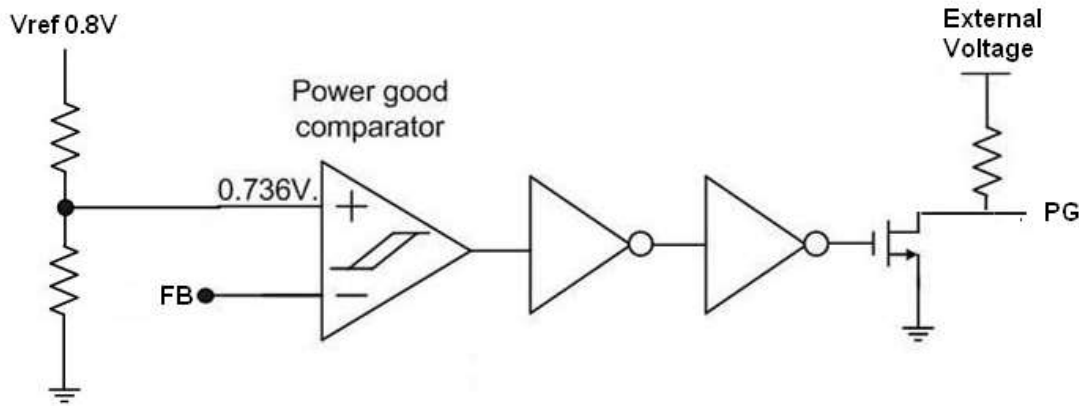 Vref 0.8V
External
Voltage
Power good
comparator
0.736V.
PG
FB